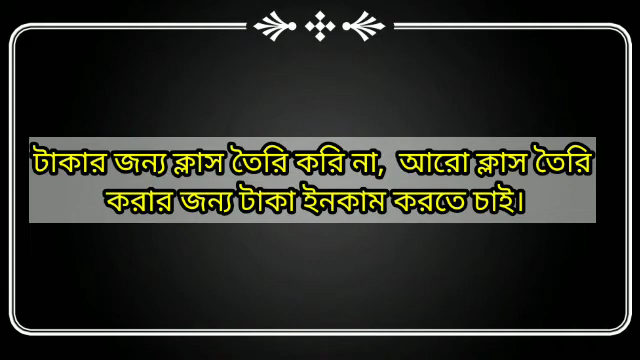 টাকার জন্য ক্লাস তৈরি করি না, আরো ক্লাস তৈরি
করার জন্য টাকা ইনকাম করতে চাই।